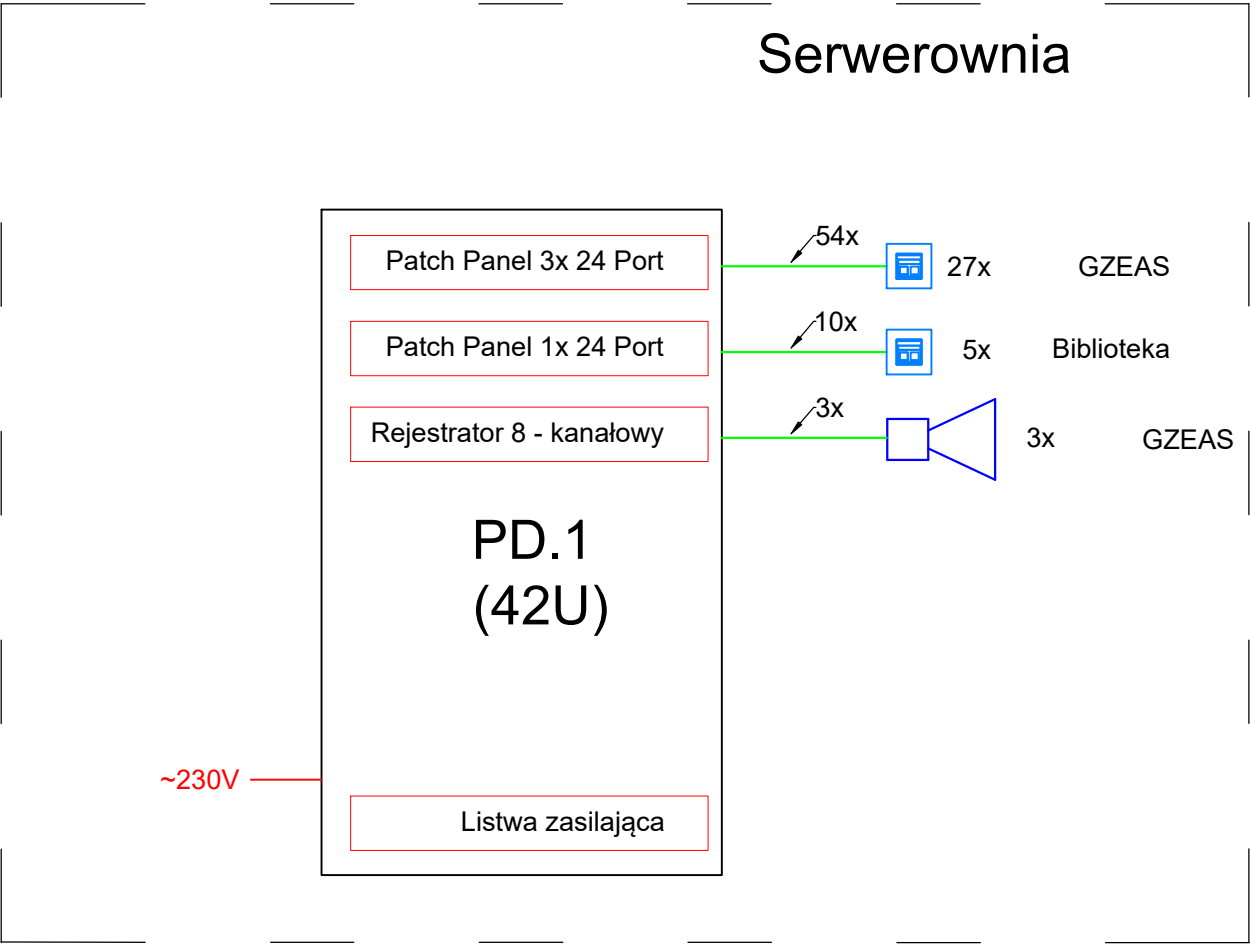 Serwerownia
Patch Panel 3x 24 Port
54x
27x
GZEAS
Patch Panel 1x 24 Port
10x
5x
Biblioteka
Rejestrator 8 - kanałowy
3x
3x
GZEAS
PD.1
(42U)
~230V
Listwa zasilająca